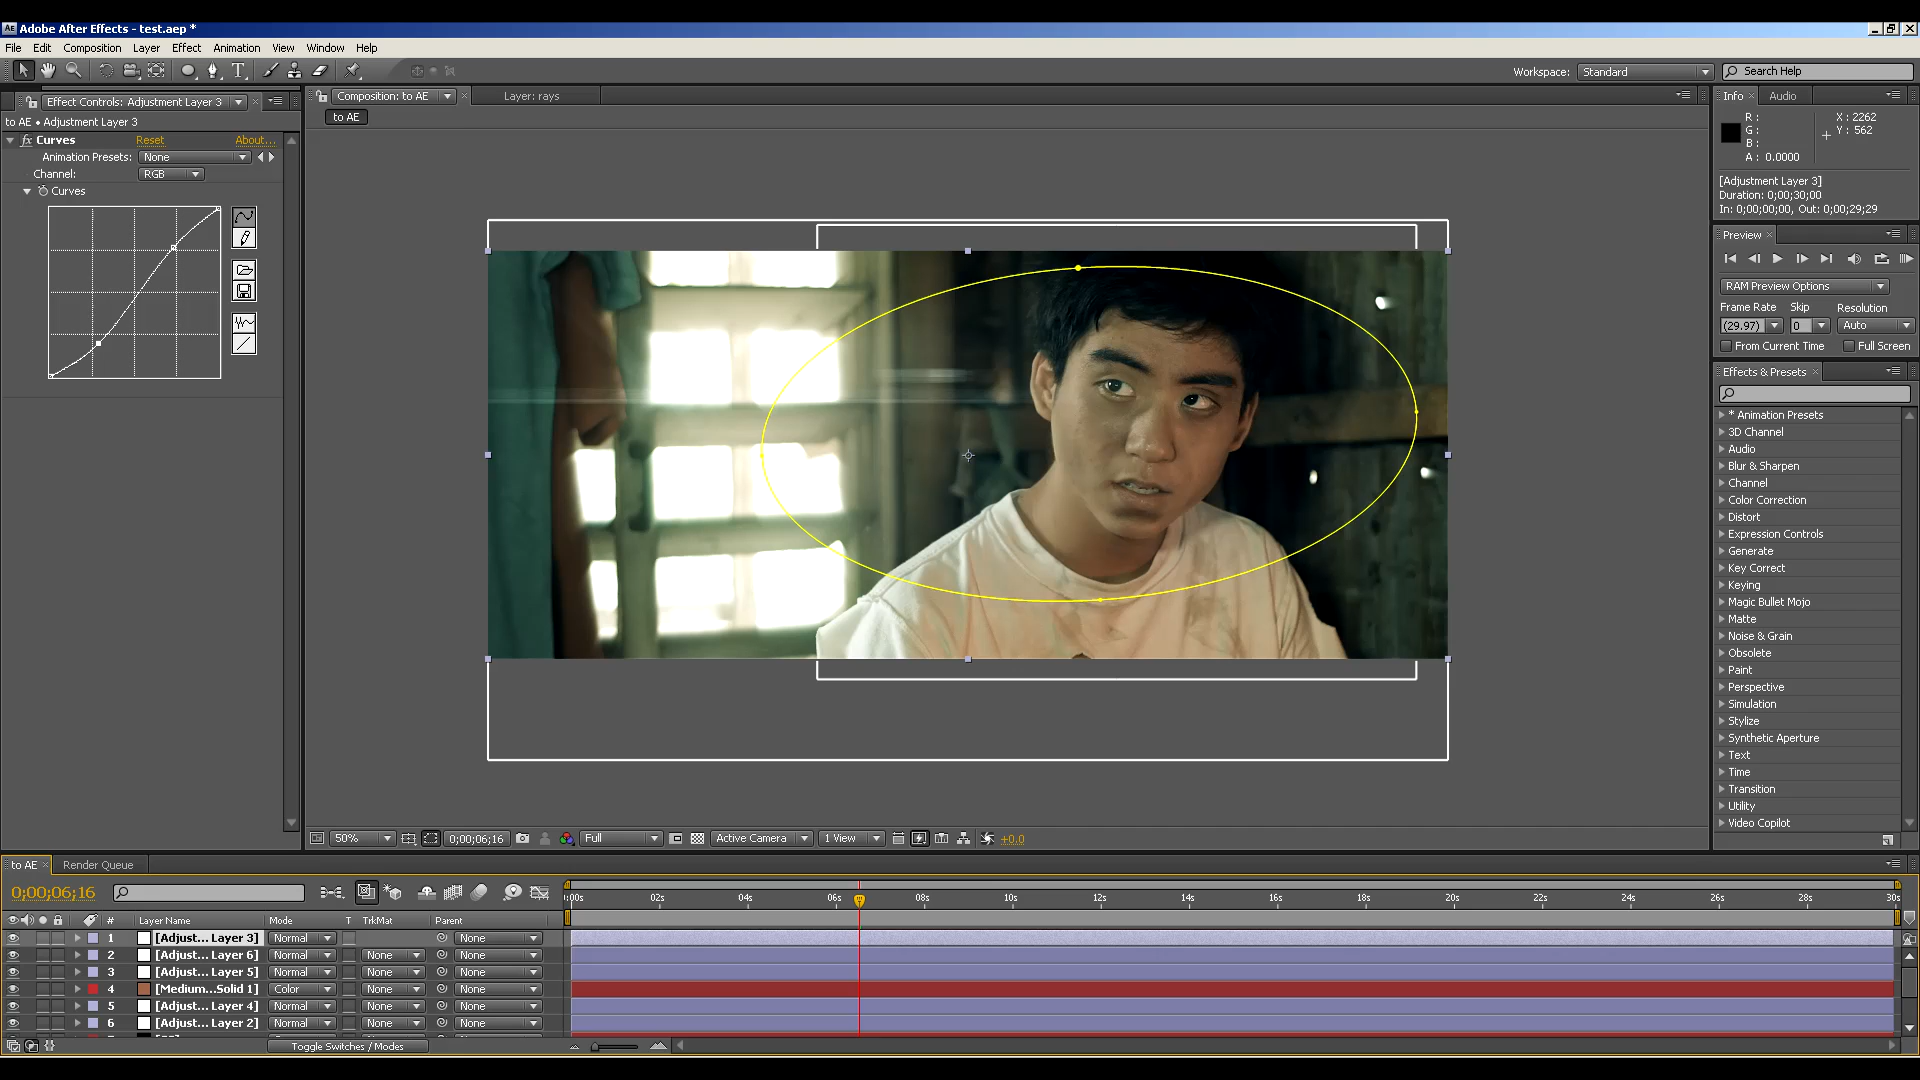 Adobe After Effects - test.aep *
File Edit Composition Layer Effect Animation View Window Help
Workspace: Standard Search Help
Effect Controls: Adjustment Layer 3
to AE • Adjustment Layer 3
Curves Reset About...
Animation Presets: None
Channel: RGB
Curves
Composition: to AE Layer: rays
to AE
50% 0;00;06;16 Full Active Camera 1 View +0.0
Info Audio
R : X : 2262
G : Y : 562
B :
A : 0.0000
[Adjustment Layer 3]
Duration: 0;00;30;00
In: 0;00;00;00, Out: 0;00;29;29
Preview
RAM Preview Options
Frame Rate Skip Resolution
(29.97) 0 Auto
From Current Time Full Screen
Effects & Presets
* Animation Presets
3D Channel
Audio
Blur & Sharpen
Channel
Color Correction
Distort
Expression Controls
Generate
Key Correct
Keying
Magic Bullet Mojo
Matte
Noise & Grain
Obsolete
Paint
Perspective
Simulation
Stylize
Synthetic Aperture
Text
Time
Transition
Utility
Video Copilot
to AE Render Queue
0;00;06;16
:00s 02s 04s 06s 08s 10s 12s 14s 16s 18s 20s 22s 24s 26s 28s 30s
# Layer Name Mode T TrkMat Parent
1 [Adjust... Layer 3] Normal None
2 [Adjust... Layer 6] Normal None None
3 [Adjust... Layer 5] Normal None None
4 [Medium...Solid 1] Color None None
5 [Adjust... Layer 4] Normal None None
6 [Adjust... Layer 2] Normal None None
Toggle Switches / Modes